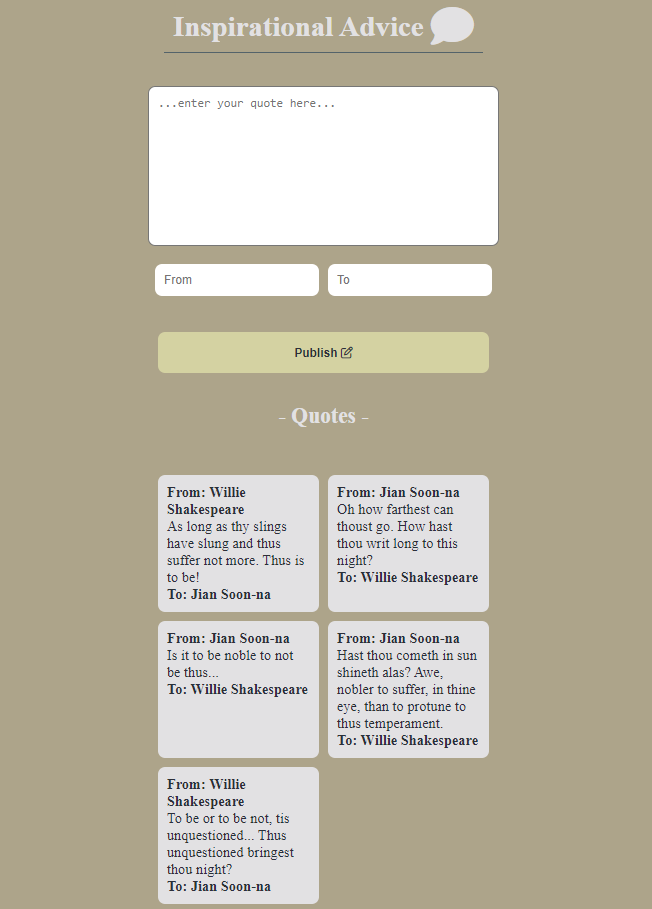 Inspirational Advice
...enter your quote here...
From
To
Publish
- Quotes -
From: Willie
Shakespeare
As long as thy slings
have slung and thus
suffer not more. Thus is
to be!
To: Jian Soon-na
From: Jian Soon-na
Oh how farthest can
thoust go. How hast
thou writ long to this
night?
To: Willie Shakespeare
From: Jian Soon-na
Is it to be noble to not
be thus...
To: Willie Shakespeare
From: Jian Soon-na
Hast thou cometh in sun
shineth alas? Awe,
nobler to suffer, in thine
eye, than to protune to
thus temperament.
To: Willie Shakespeare
From: Willie
Shakespeare
To be or to be not, tis
unquestioned... Thus
unquestioned bringest
thou night?
To: Jian Soon-na